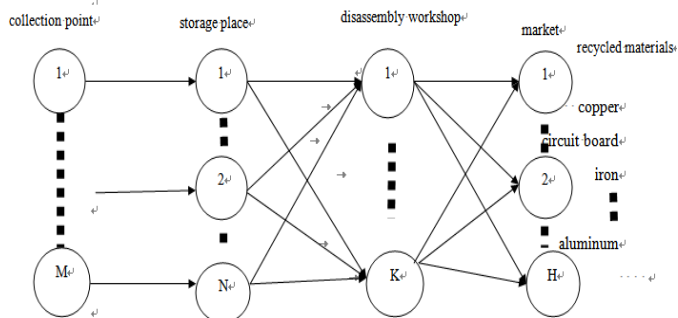 collection point
storage place
disassembly workshop
market
recycled materials
1
1
1
1
copper
circuit board
2
2
iron
aluminum
M
N
K
H